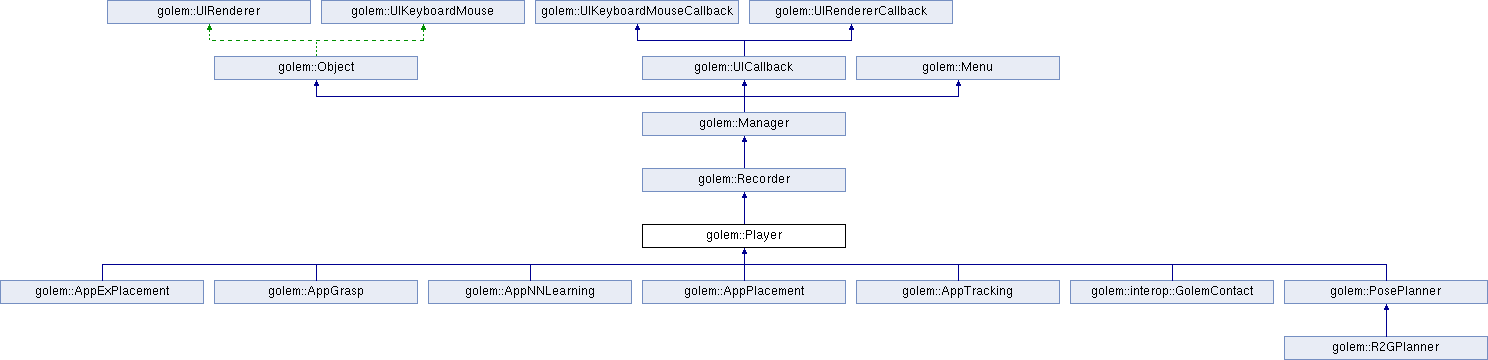 golem::UIRenderer
golem::UIKeyboardMouse
golem::UIKeyboardMouseCallback
golem::UIRendererCallback
golem::Object
golem::UICallback
golem::Menu
golem::Manager
golem::Recorder
golem::Player
golem::AppExPlacement
golem::AppGrasp
golem::AppNNLearning
golem::AppPlacement
golem::AppTracking
golem::interop::GolemContact
golem::PosePlanner
golem::R2GPlanner